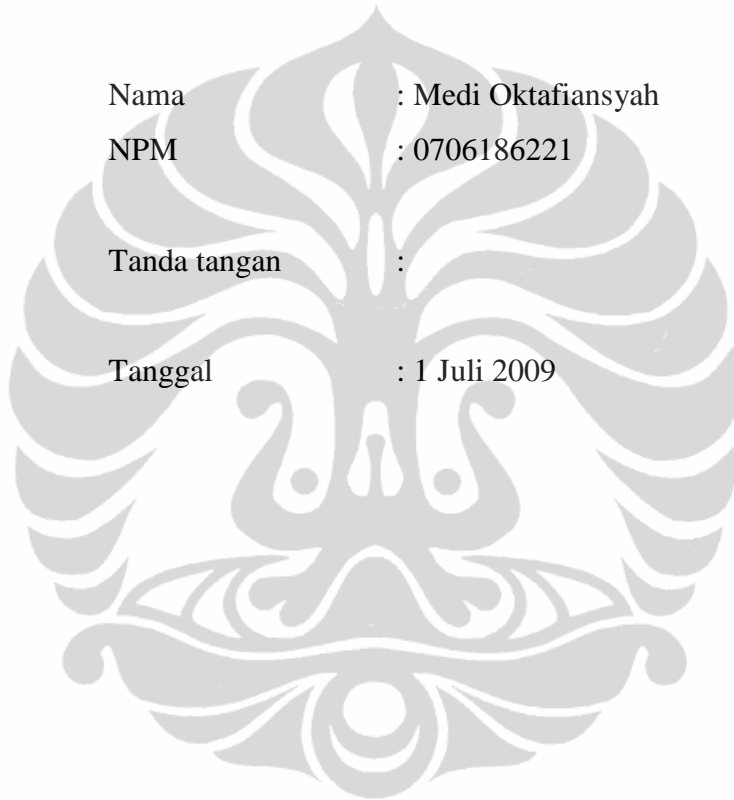 Nama : Medi Oktafiansyah
NPM : 0706186221
Tanda tangan :
Tanggal : 1 Juli 2009